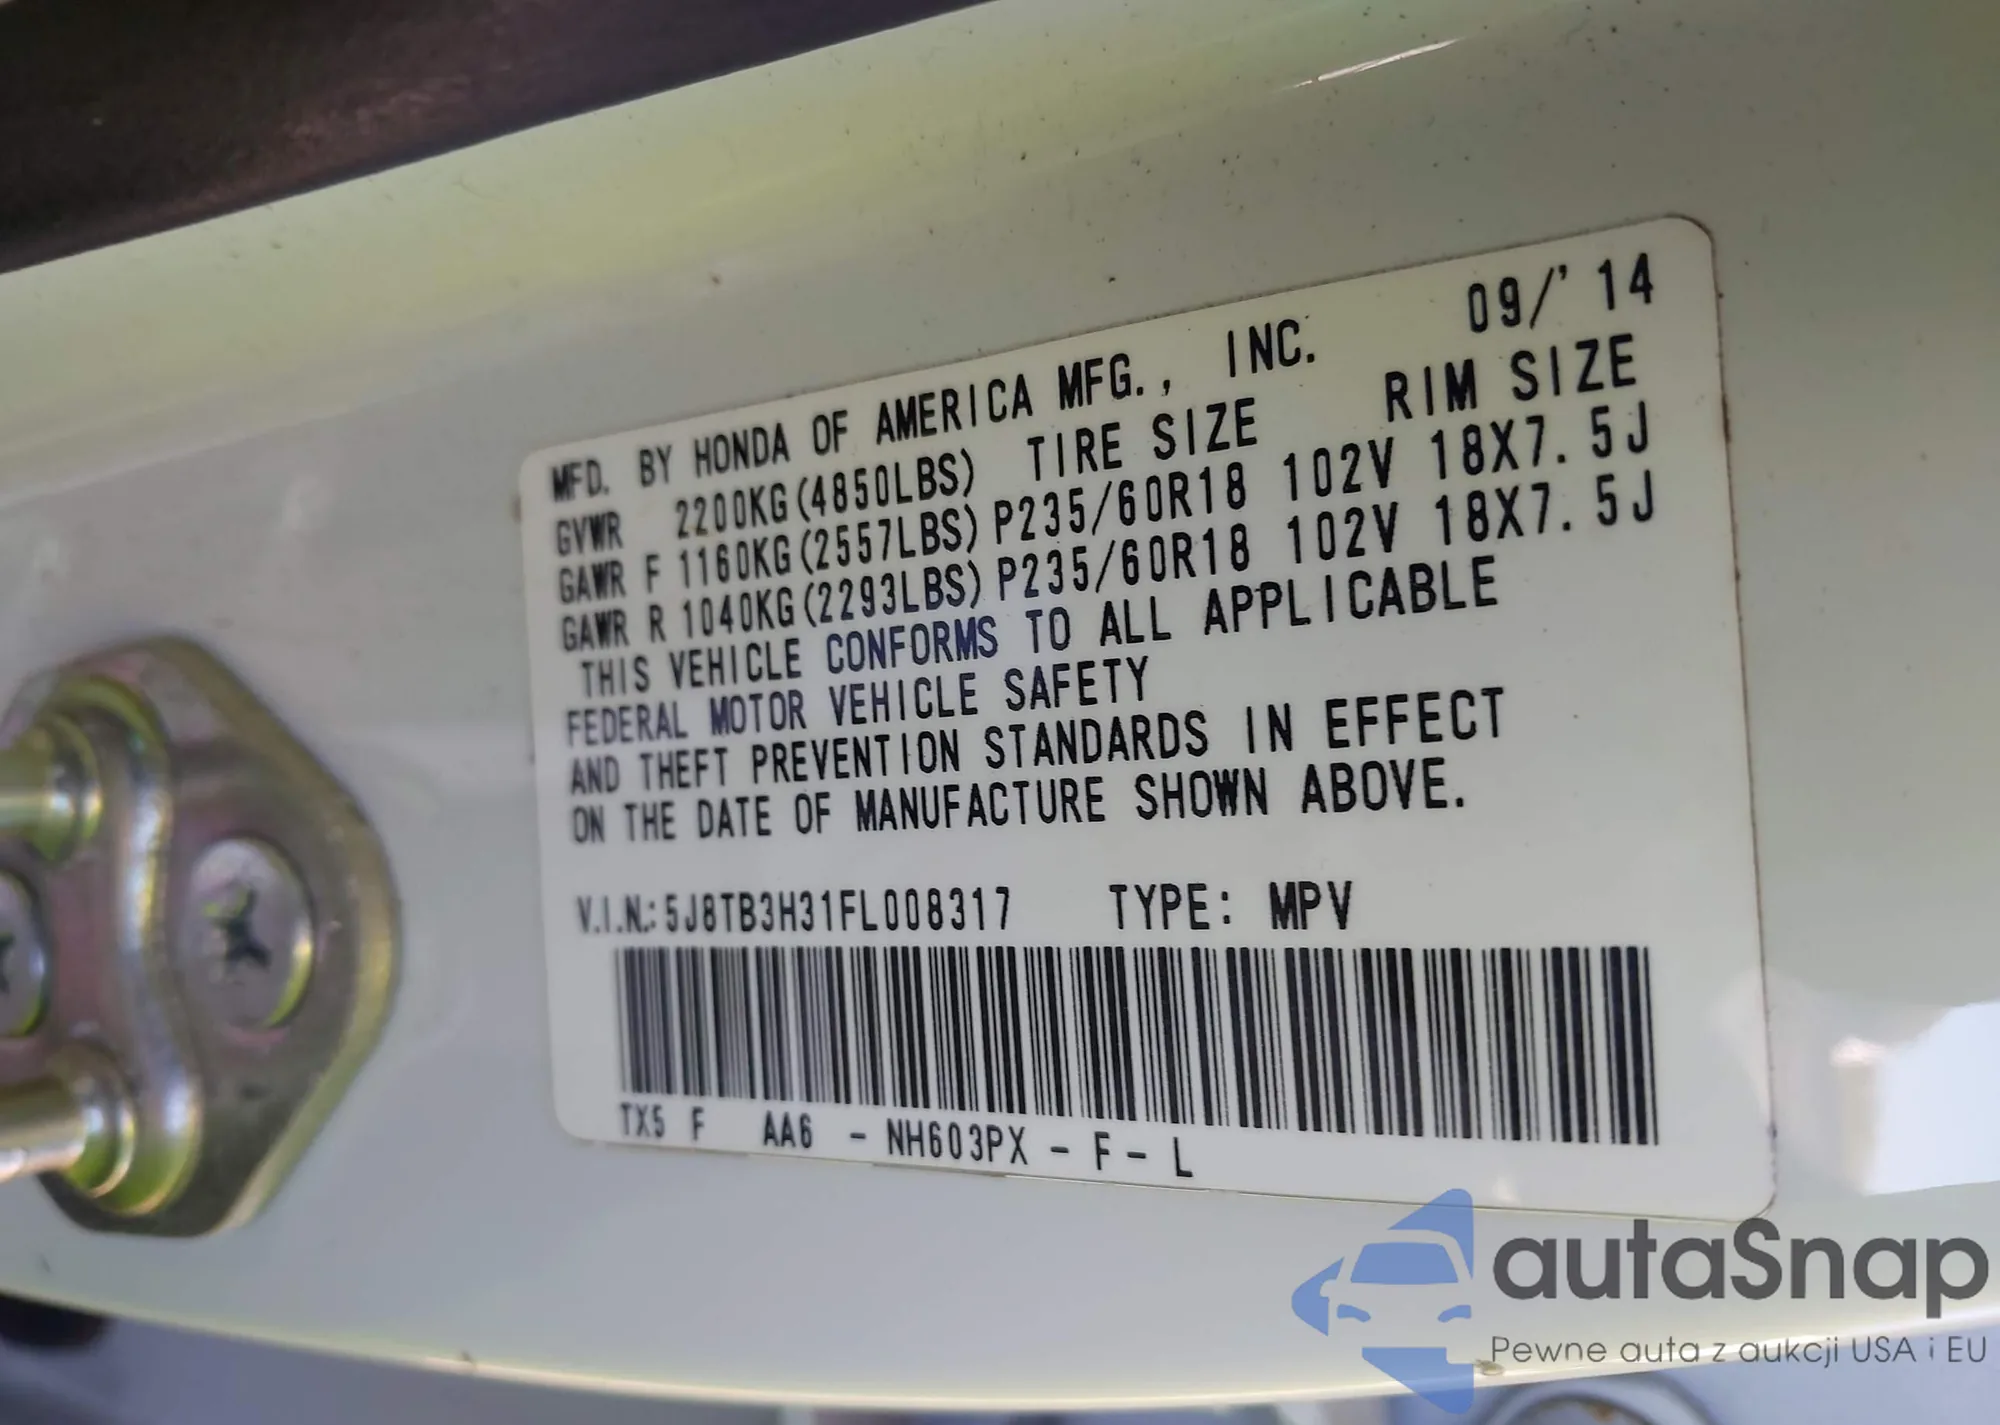 MFD. BY HONDA OF AMERICA MFG., INC. 09/'14
GVWR 2200KG(4850LBS) TIRE SIZE RIM SIZE
GAWR F 1160KG(2557LBS) P235/60R18 102V 18X7.5J
GAWR R 1040KG(2293LBS) P235/60R18 102V 18X7.5J
THIS VEHICLE CONFORMS TO ALL APPLICABLE
FEDERAL MOTOR VEHICLE SAFETY
AND THEFT PREVENTION STANDARDS IN EFFECT
ON THE DATE OF MANUFACTURE SHOWN ABOVE.
V.I.N.: 5J8TB3H31FL008317 TYPE: MPV
TX5 F AA6 - NH603PX - F - L
autaSnap
Pewne auta z aukcji USA i EU